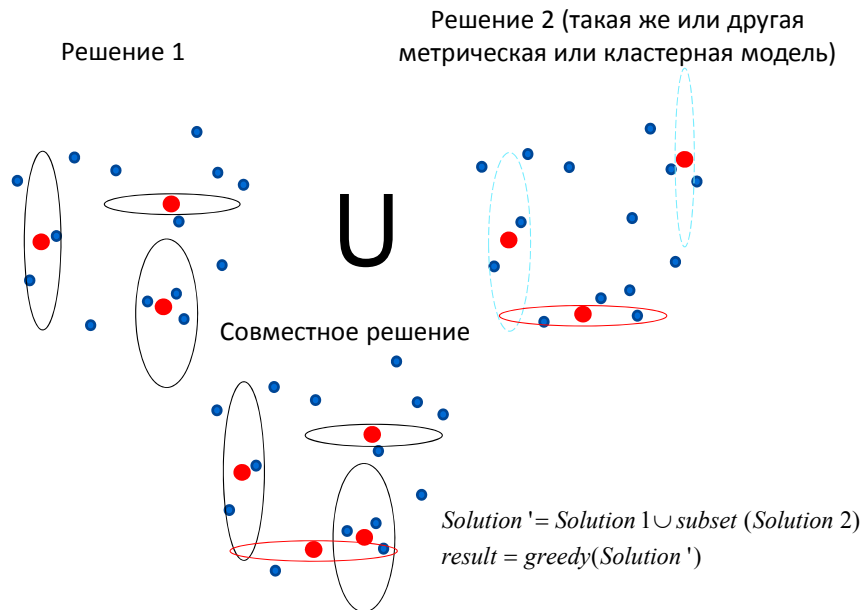 Решение 1
Решение 2 (такая же или другая
метрическая или кластерная модель)
U
Совместное решение
Solution '= Solution 1∪ subset (Solution 2)
result = greedy(Solution ')